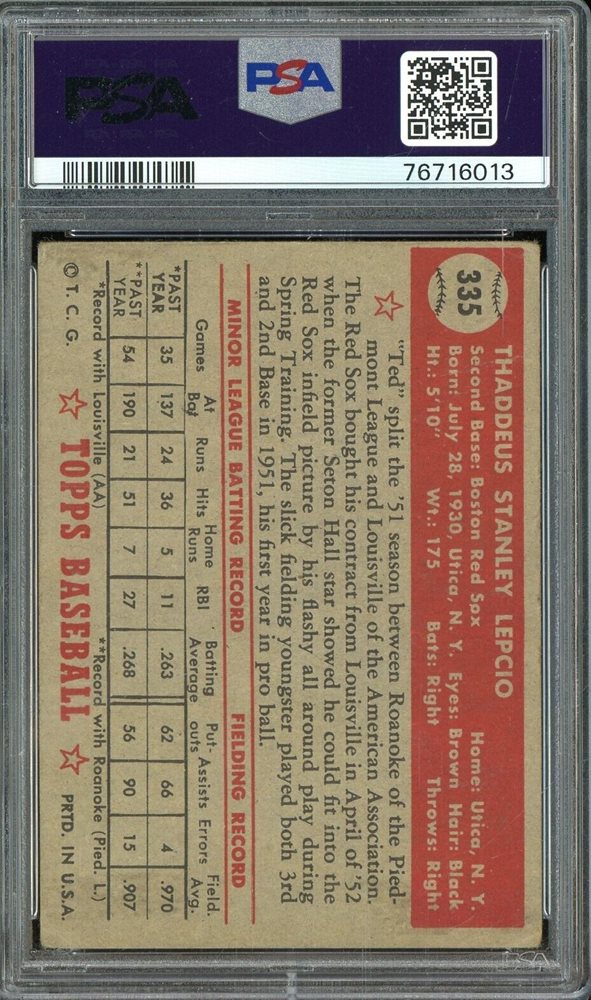 PSA
PSA
76716013
335
THADDEUS STANLEY LEPCIO
Second Base: Boston Red Sox Home: Utica, N. Y.
Born: July 28, 1930, Utica, N. Y. Eyes: Brown Hair: Black
Ht.: 5'10" Wt.: 175 Bats: Right Throws: Right
"Ted" split the '51 season between Roanoke of the Pied-
mont League and Louisville of the American Association.
The Red Sox bought his contract from Louisville in April of '52
when the former Seton Hall star showed he could fit into the
Red Sox infield picture by his flashy all around play during
Spring Training. The slick fielding youngster played both 3rd
and 2nd Base in 1951, his first year in pro ball.
MINOR LEAGUE BATTING RECORD FIELDING RECORD
Games At Bat Runs Hits Home Runs RBI Batting Average Put-outs Assists Errors Field. Avg.
*PAST YEAR 35 137 24 36 5 11 .263 62 66 4 .970
**PAST YEAR 54 190 21 51 7 27 .268 56 90 15 .907
*Record with Louisville (AA) **Record with Roanoke (Pied. L.)
© T. C. G. TOPPS BASEBALL PRTD. IN U.S.A.
PSA